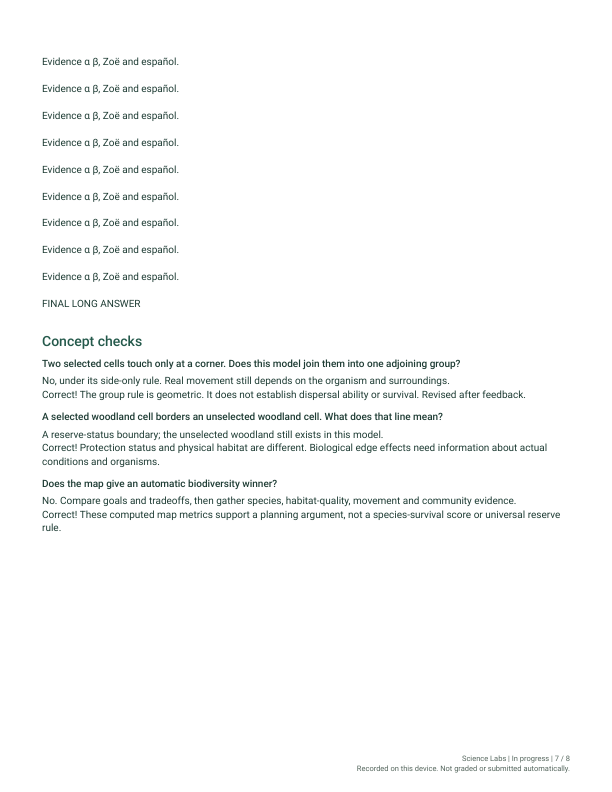 Evidence α β, Zoë and español.
Evidence α β, Zoë and español.
Evidence α β, Zoë and español.
Evidence α β, Zoë and español.
Evidence α β, Zoë and español.
Evidence α β, Zoë and español.
Evidence α β, Zoë and español.
Evidence α β, Zoë and español.
Evidence α β, Zoë and español.
FINAL LONG ANSWER
Concept checks
Two selected cells touch only at a corner. Does this model join them into one adjoining group?
No, under its side-only rule. Real movement still depends on the organism and surroundings.
Correct! The group rule is geometric. It does not establish dispersal ability or survival. Revised after feedback.
A selected woodland cell borders an unselected woodland cell. What does that line mean?
A reserve-status boundary; the unselected woodland still exists in this model.
Correct! Protection status and physical habitat are different. Biological edge effects need information about actual
conditions and organisms.
Does the map give an automatic biodiversity winner?
No. Compare goals and tradeoffs, then gather species, habitat-quality, movement and community evidence.
Correct! These computed map metrics support a planning argument, not a species-survival score or universal reserve
rule.
Science Labs | In progress | 7 / 8
Recorded on this device. Not graded or submitted automatically.